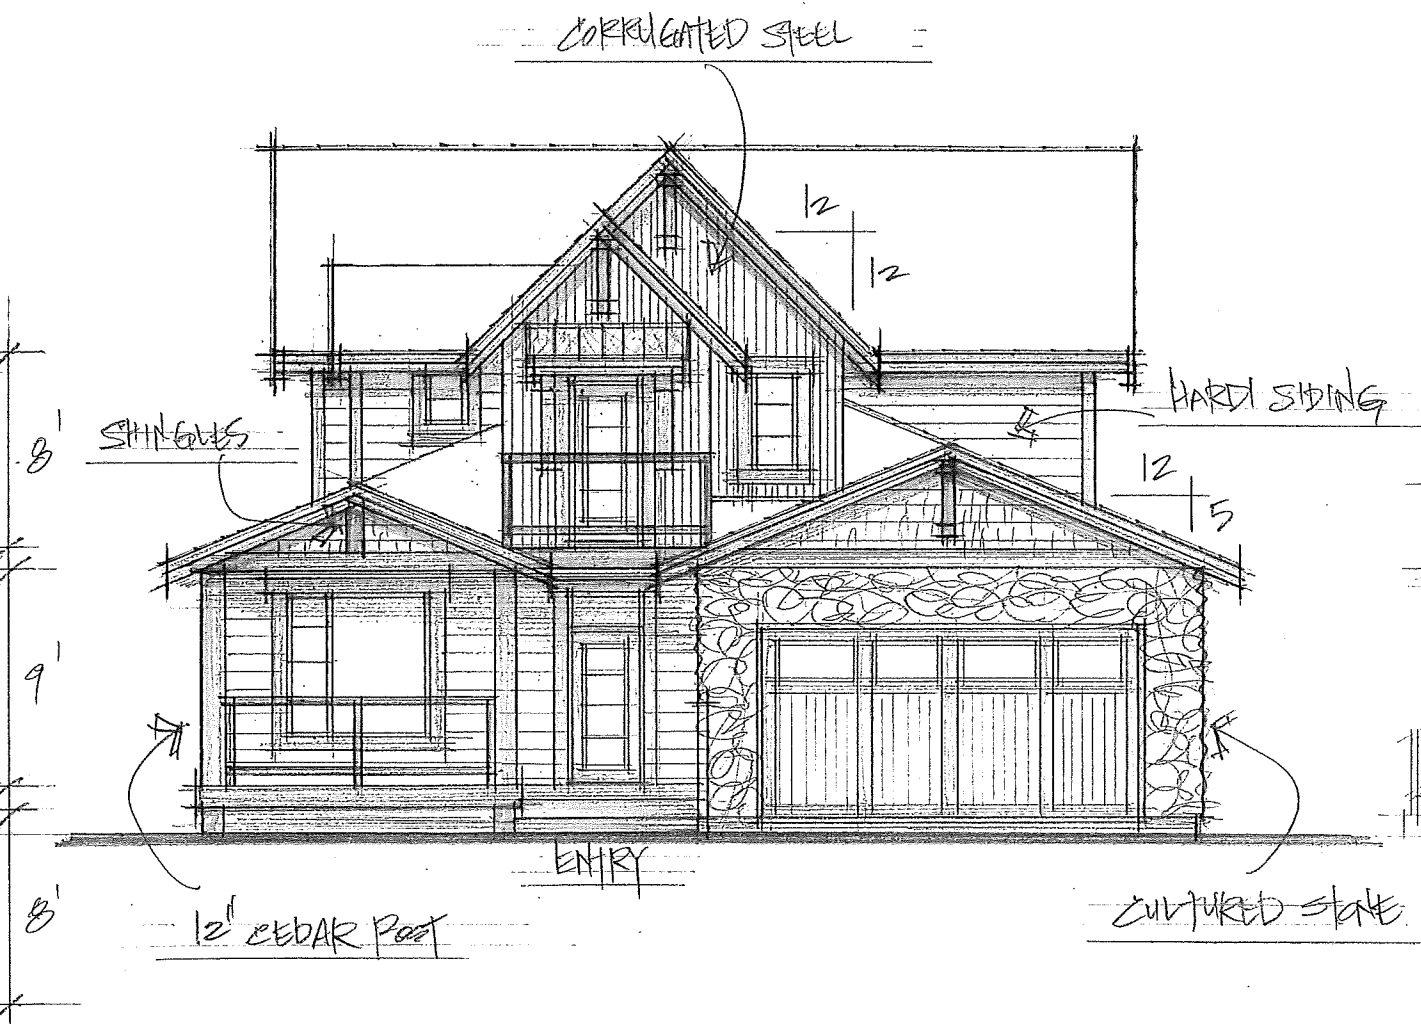 CORRUGATED STEEL
12
12
HARDI SIDING
SHINGLES
8'
12
5
9'
ENTRY
8'
12" CEDAR POST
CULTURED STONE